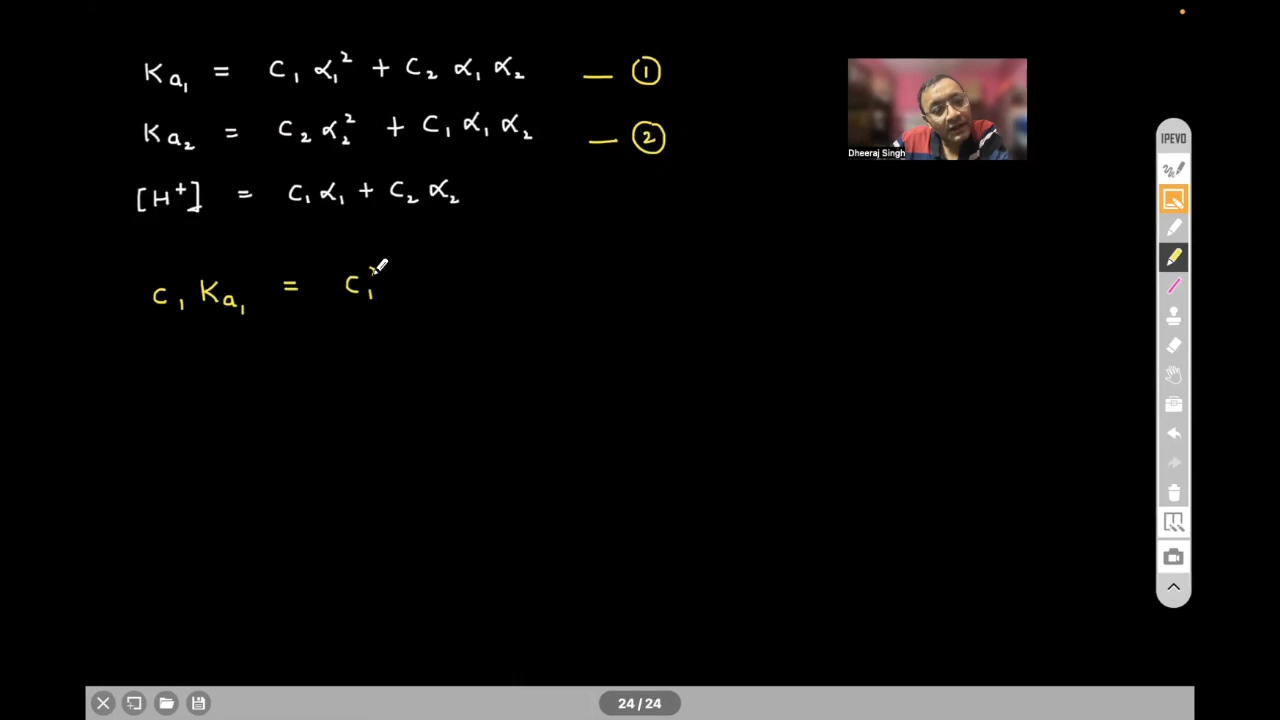 Ka₁ = C₁ α₁² + C₂ α₁ α₂ — ①
Ka₂ = C₂ α₂² + C₁ α₁ α₂ — ②
[H⁺] = C₁ α₁ + C₂ α₂
C₁ Ka₁ = C₁
Dheeraj Singh
IPEVO
24 / 24